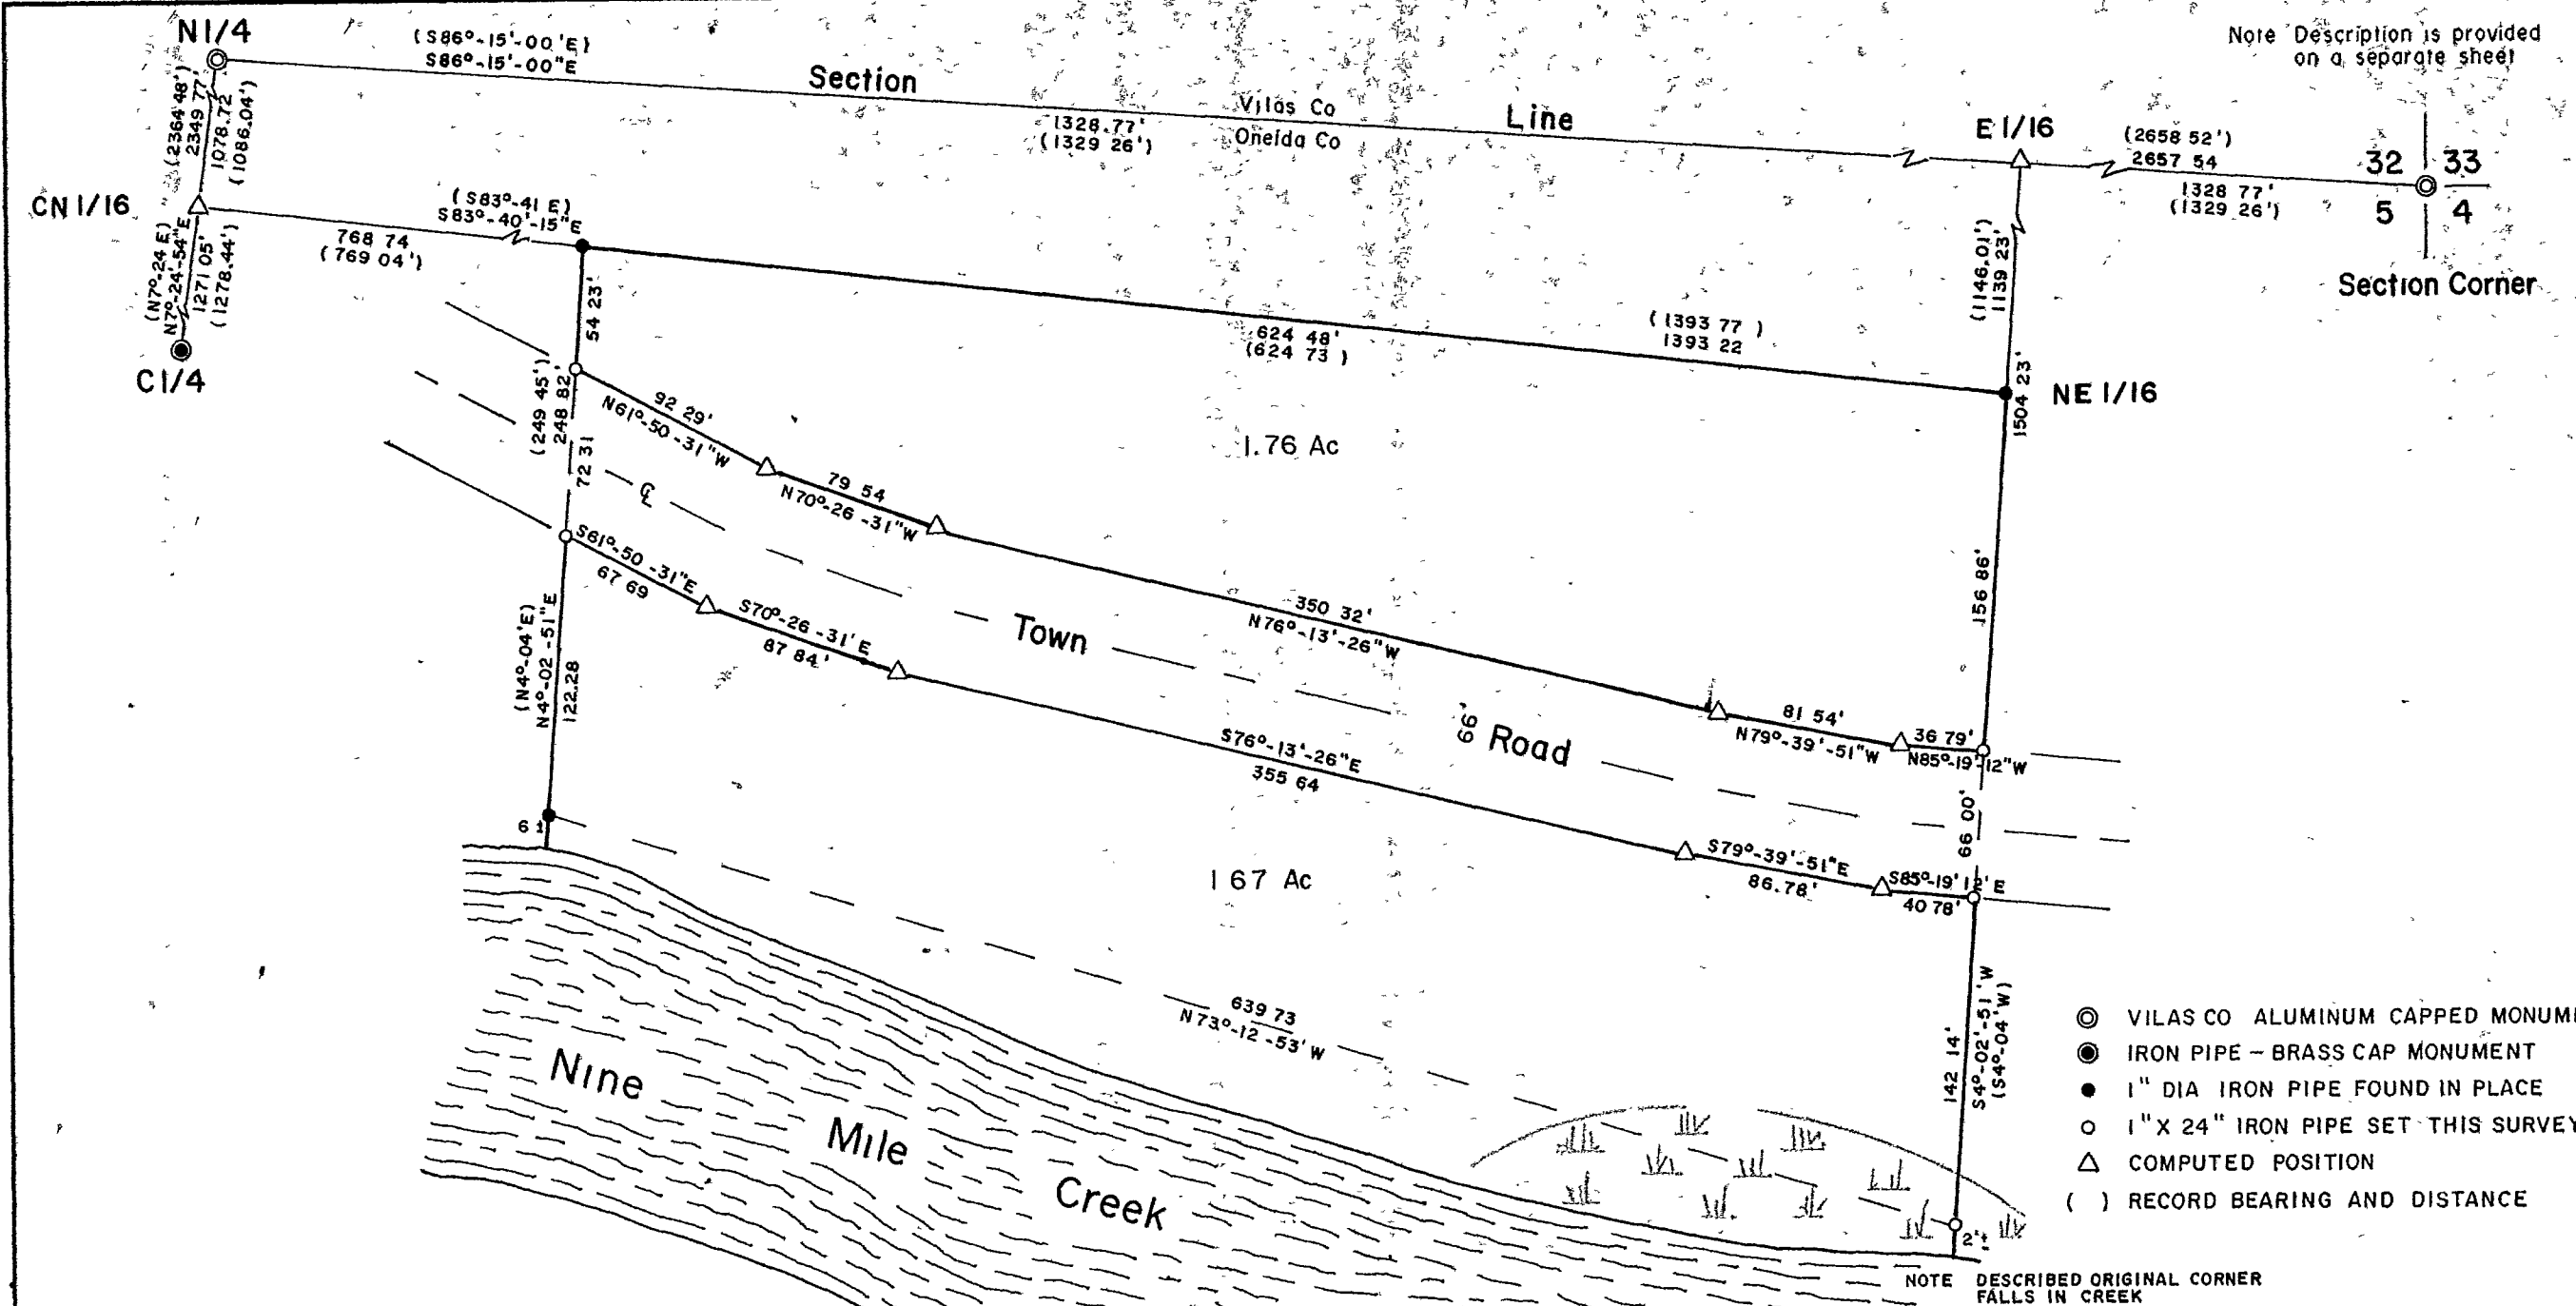 N1/4
(S86°-15'-00'E)
S86°-15'-00"E
Section
Line
Vilas Co
Oneida Co
1328.77'
(1329 26')
E 1/16
(2658 52')
2657 54
1328 77'
(1329 26')
32
33
5
4
Section Corner
Note Description is provided
on a separate sheet
(2364 48')
2349 77'
1078.72
(1086.04')
CN 1/16
(N7°-24 E)
N7°-24'-54"E
1271 05'
(1278.44')
C1/4
(S83°-41 E)
S83°-40'-15"E
768 74
(769 04')
624 48'
(624 73 )
(1393 77 )
1393 22
(1146.01')
1139 23'
1504 23'
NE 1/16
54 23'
(249 45')
248 82'
72 31
92 29'
N61°-50 -31"W
79 54
N70°-26 -31"W
1.76 Ac
350 32'
N76°-13'-26"W
81 54'
N79°-39'-51"W
36 79'
N85°-19'-12"W
156 86'
66 00'
Town
66'
Road
S61°-50 -31"E
67 69
S70°-26 -31'E
87 84'
S76°-13'-26"E
355 64
S79°-39'-51"E
86.78'
S85°-19'12'E
40 78'
(N4°-04'E)
N4°-02 -51"E
122.28
1 67 Ac
639 73
N73°-12 -53'W
142 14'
S4°-02'-51'W
(S4°-04'W)
2'±
Nine
Mile
Creek
VILAS CO ALUMINUM CAPPED
IRON PIPE – BRASS CAP MONUMENT
1" DIA IRON PIPE FOUND IN PLACE
1" X 24" IRON PIPE SET THIS SURVEY
COMPUTED POSITION
( ) RECORD BEARING AND DISTANCE
NOTE DESCRIBED ORIGINAL CORNER
FALLS IN CREEK